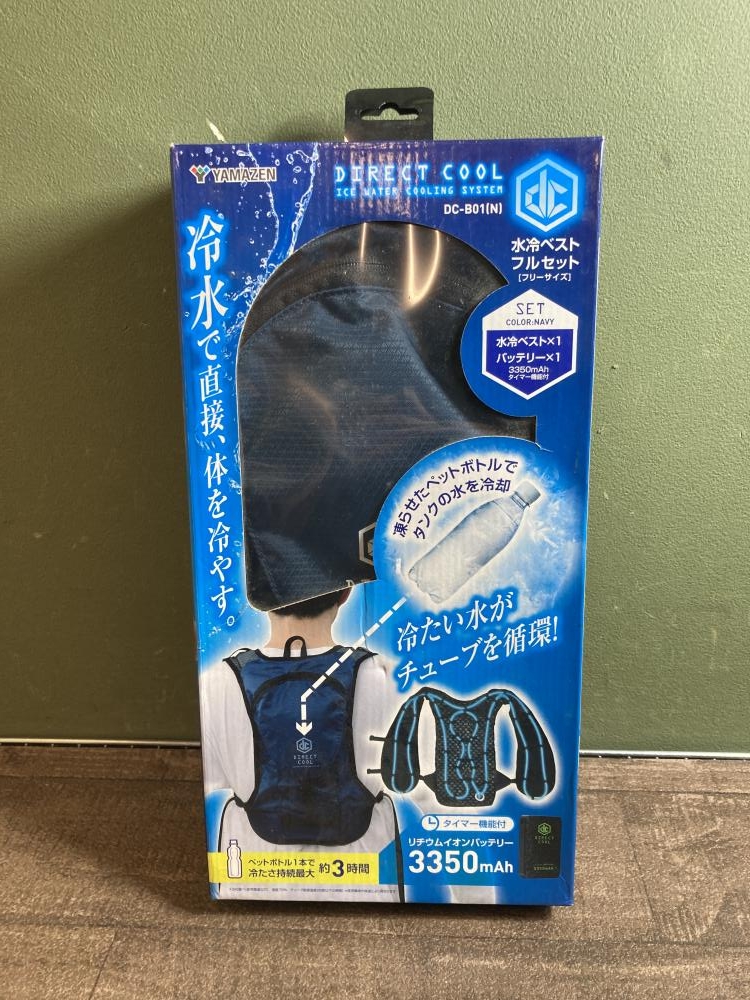 YAMAZEN
DIRECT COOL
ICE WATER COOLING SYSTEM
DC-B01(N)
水冷ベスト
フルセット
[フリーサイズ]
SET
COLOR:NAVY
水冷ベスト×1
バッテリー×1
3350mAh
タイマー機能付
冷水で直接、体を冷やす。
凍らせたペットボトルで
タンクの水を冷却
冷たい水が
チューブを循環!
DIRECT
COOL
タイマー機能付
リチウムイオンバッテリー
3350mAh
DIRECT
COOL
ペットボトル1本で
冷たさ持続最大 約3時間